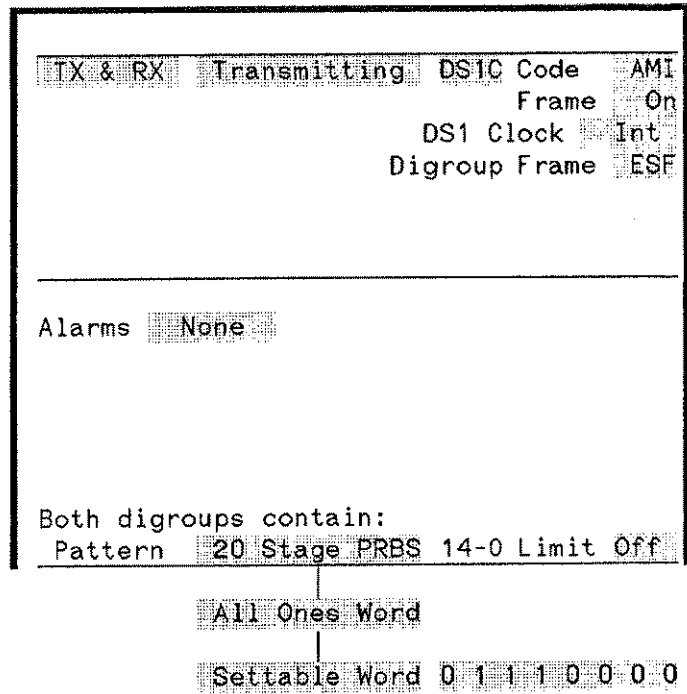 TX & RX Transmitting DS1C Code AMI
Frame On
DS1 Clock Int
Digroup Frame ESF
Alarms None
Both digroups contain:
Pattern 20 Stage PRBS 14-0 Limit Off
All Ones Word
Settable Word 0 1 1 1 0 0 0 0